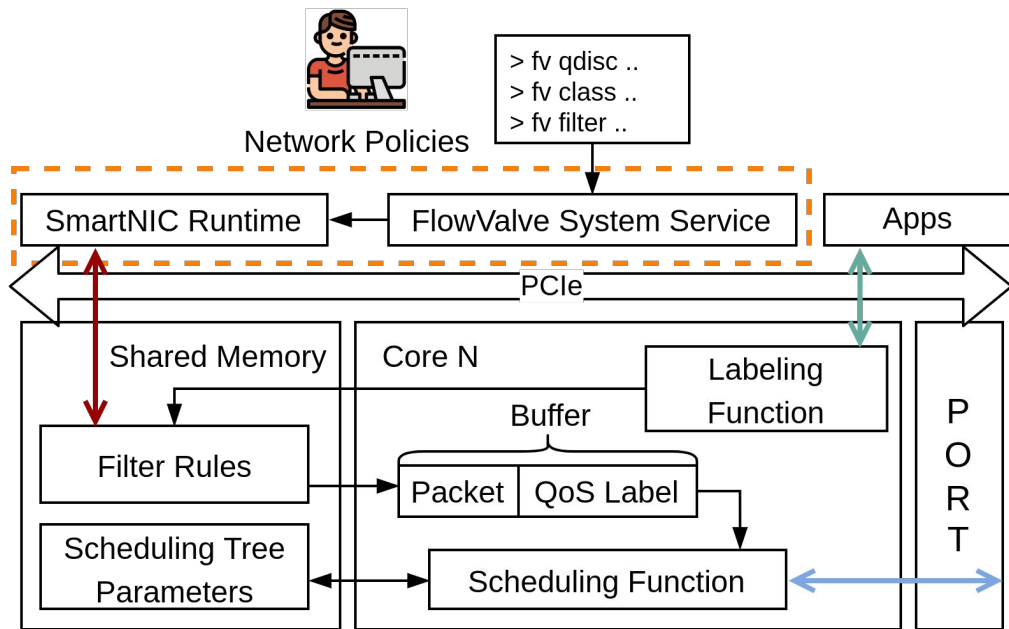 > fv qdisc ..
> fv class ..
> fv filter ..
Network Policies
SmartNIC Runtime
FlowValve System Service
Apps
PCIe
Shared Memory
Core N
Labeling
Function
Buffer
Filter Rules
Packet
QoS Label
Scheduling Tree
Parameters
Scheduling Function
P
O
R
T